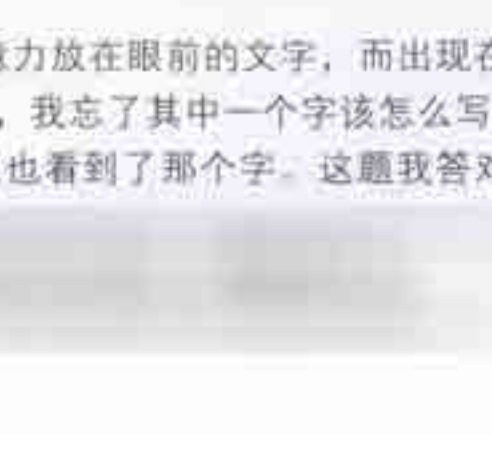 力放在眼前的文字，而出现在
，我忘了其中一个字该怎么写
也看到了那个字。这题我答对